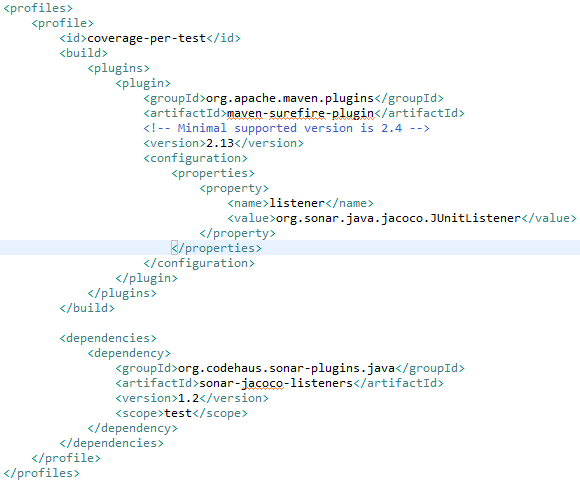 <profiles>
    <profile>
        <id>coverage-per-test</id>
        <build>
            <plugins>
                <plugin>
                    <groupId>org.apache.maven.plugins</groupId>
                    <artifactId>maven-surefire-plugin</artifactId>
                    <!-- Minimal supported version is 2.4 -->
                    <version>2.13</version>
                    <configuration>
                        <properties>
                            <property>
                                <name>listener</name>
                                <value>org.sonar.java.jacoco.JUnitListener</value>
                            </property>
                        </properties>
                    </configuration>
                </plugin>
            </plugins>
        </build>

        <dependencies>
            <dependency>
                <groupId>org.codehaus.sonar-plugins.java</groupId>
                <artifactId>sonar-jacoco-listeners</artifactId>
                <version>1.2</version>
                <scope>test</scope>
            </dependency>
        </dependencies>
    </profile>
</profiles>